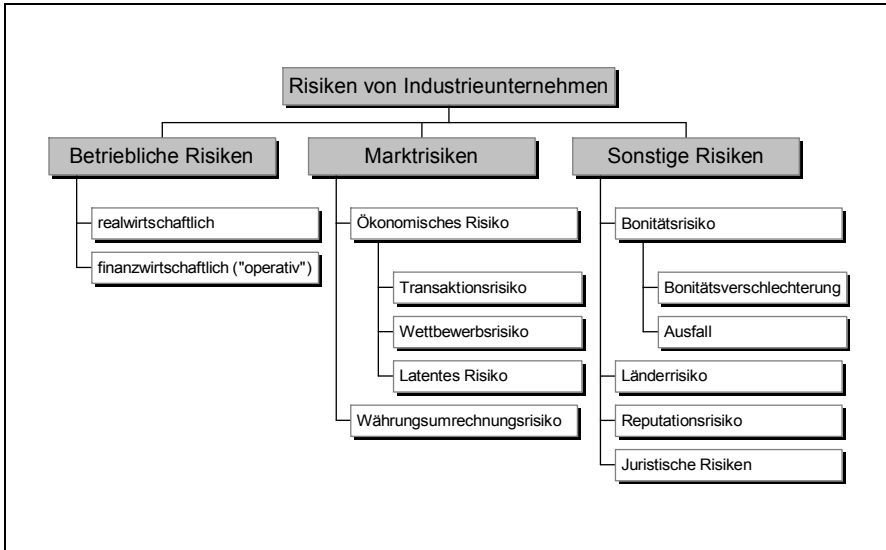 Risiken von Industrieunternehmen
Betriebliche Risiken
realwirtschaftlich
finanzwirtschaftlich ("operativ")
Marktrisiken
Ökonomisches Risiko
Transaktionsrisiko
Wettbewerbsrisiko
Latentes Risiko
Währungsumrechnungsrisiko
Sonstige Risiken
Bonitätsrisiko
Bonitätsverschlechterung
Ausfall
Länderrisiko
Reputationsrisiko
Juristische Risiken